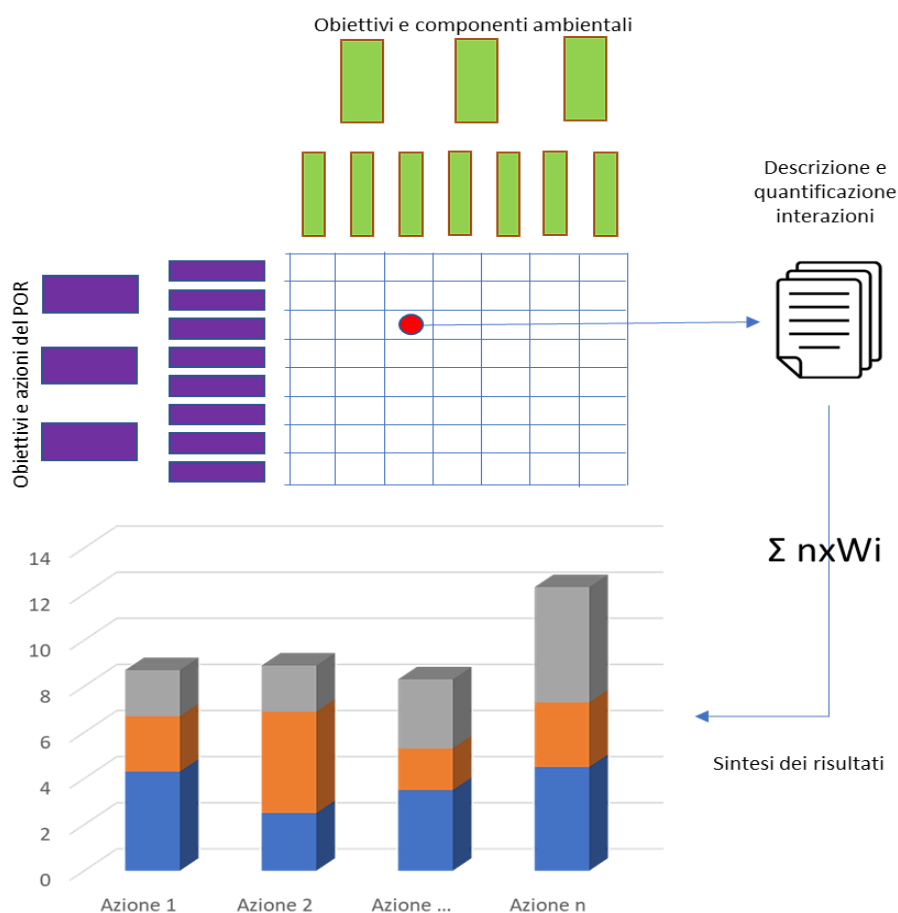 Obiettivi e componenti ambientali
Descrizione e
quantificazione
interazioni
Obiettivi e azioni del POR
Σ nxWi
14
12
10
8
6
4
2
0
Sintesi dei risultati
Azione 1
Azione 2
Azione ...
Azione n